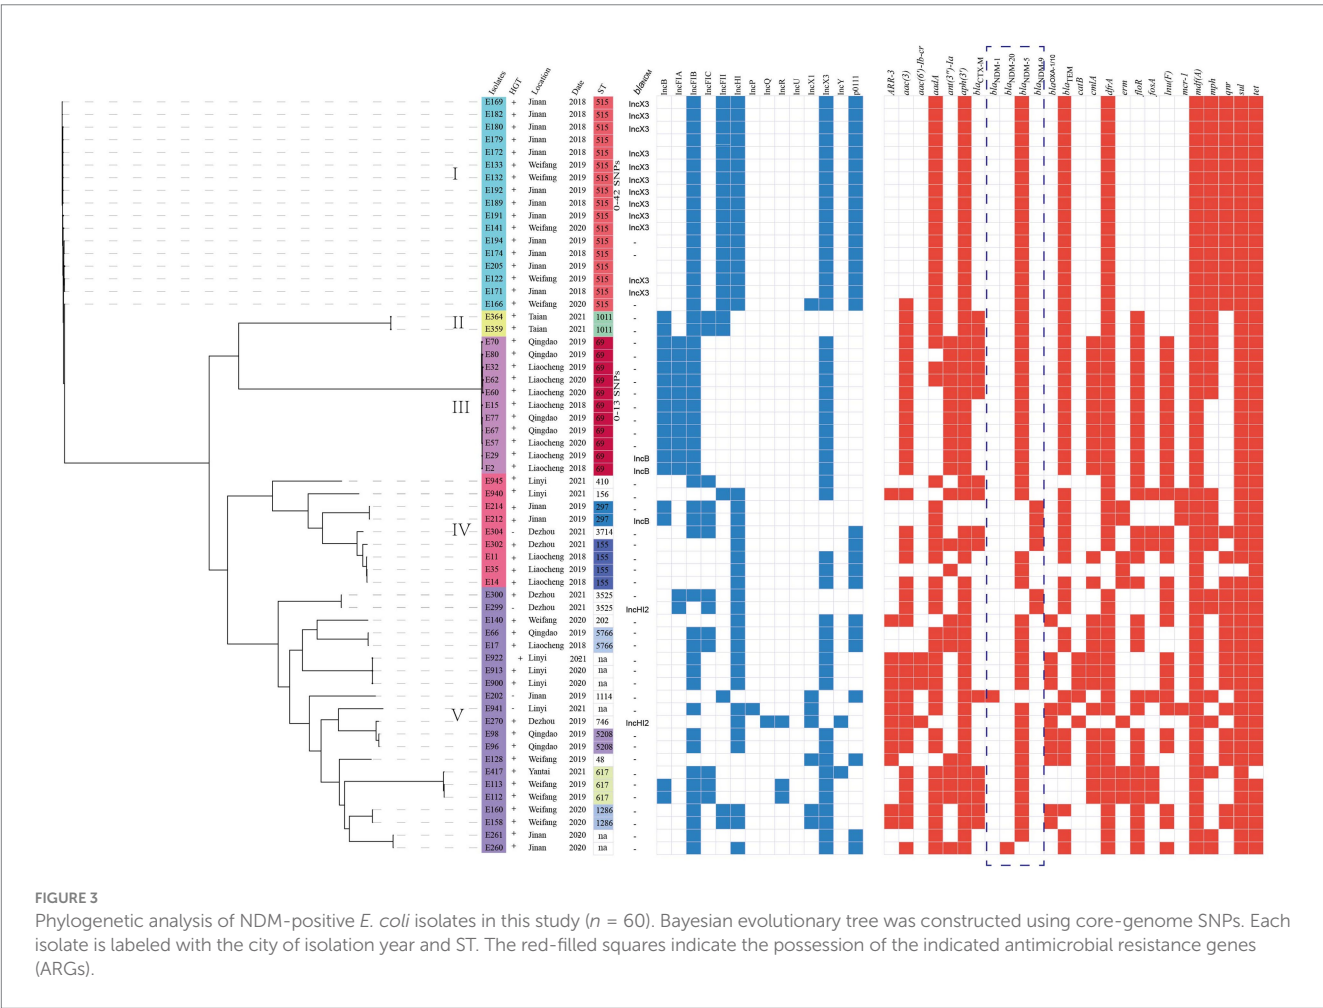 Isolates HGT Location Date ST blaNDM IncB IncFIA IncFIB IncFIC IncFII IncHI IncP IncQ IncR IncU IncX1 IncX3 IncY p0111 ARR-3 aac(3) aac(6')-Ib-cr aadA ant(3")-Ia aph(3') blaCTX-M blaNDM-1 blaNDM-20 blaNDM-5 blaNDM-9 blaOXA-1/10 blaTEM catB cmlA dfrA erm floR fosA lnu(F) mcr-1 mdf(A) mph qnr sul tet
E169 + Jinan 2018 515 IncX3
E182 + Jinan 2018 515 IncX3
E180 + Jinan 2018 515 IncX3
E179 + Jinan 2018 515
E172 + Jinan 2018 515 IncX3
E133 + Weifang 2019 515 IncX3
I
E132 + Weifang 2019 515 IncX3
E192 + Jinan 2019 515 IncX3
0-42 SNPs
E189 + Jinan 2018 515 IncX3
E191 + Jinan 2019 515 IncX3
E141 + Weifang 2020 515 IncX3
E194 + Jinan 2019 515 -
E174 + Jinan 2018 515 -
E205 + Jinan 2019 515
E122 + Weifang 2019 515 IncX3
E171 + Jinan 2018 515 IncX3
E166 + Weifang 2020 515 -
II
E364 + Taian 2021 1011 -
E359 + Taian 2021 1011 -
E70 + Qingdao 2019 69 -
E80 + Qingdao 2019 69 -
E32 + Liaocheng 2019 69 -
E62 + Liaocheng 2020 69 -
E60 + Liaocheng 2020 69 -
0-13 SNPs
III
E15 + Liaocheng 2018 69 -
E77 + Qingdao 2019 69 -
E67 + Qingdao 2019 69 -
E57 + Liaocheng 2020 69 -
E29 + Liaocheng 2019 69 IncB
E2 + Liaocheng 2018 69 IncB
E945 + Linyi 2021 410 -
E940 + Linyi 2021 156 -
E214 + Jinan 2019 297 -
E212 + Jinan 2019 297 IncB
IV
E304 - Dezhou 2021 3714 -
E302 + Dezhou 2021 155 -
E11 + Liaocheng 2018 155 -
E35 + Liaocheng 2019 155 -
E14 + Liaocheng 2018 155 -
E300 + Dezhou 2021 3525 -
E299 - Dezhou 2021 3525 IncHI2
E140 + Weifang 2020 202 -
E66 + Qingdao 2019 5766 -
E17 + Liaocheng 2018 5766 -
E922 + Linyi 2021 na -
E913 + Linyi 2020 na -
E900 + Linyi 2020 na -
E202 - Jinan 2019 1114 -
V
E941 - Linyi 2021 na -
E270 + Dezhou 2019 746 IncHI2
E98 + Qingdao 2019 5208 -
E96 + Qingdao 2019 5208 -
E128 + Weifang 2019 48 -
E417 + Yantai 2021 617 -
E113 + Weifang 2019 617 -
E112 + Weifang 2019 617 -
E160 + Weifang 2020 1286 -
E158 + Weifang 2020 1286 -
E261 + Jinan 2020 na -
E260 + Jinan 2020 na -
FIGURE 3
Phylogenetic analysis of NDM-positive E. coli isolates in this study (n = 60). Bayesian evolutionary tree was constructed using core-genome SNPs. Each
isolate is labeled with the city of isolation year and ST. The red-filled squares indicate the possession of the indicated antimicrobial resistance genes
(ARGs).